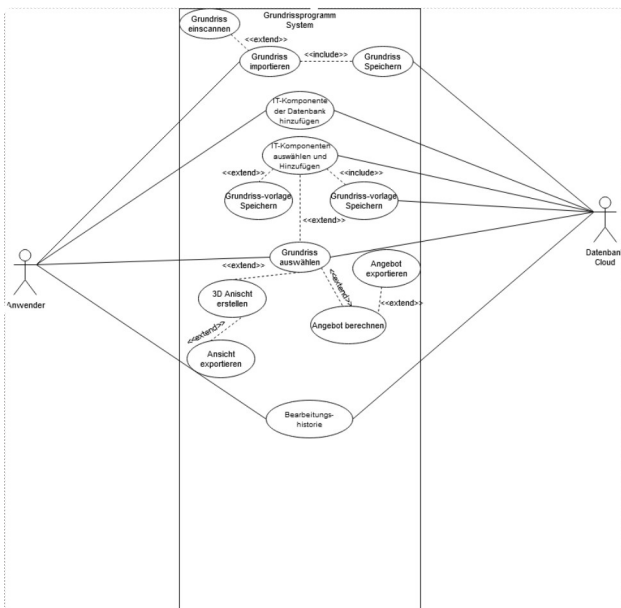 Grundrissprogramm
System
Grundriss
einscannen
<<extend>>
Grundriss
importieren
<<include>>
Grundriss
Speichern
IT-Komponente
der Datenbank
hinzufügen
IT-Komponenten
auswählen und
Hinzufügen
<<extend>>
<<include>>
Grundriss-vorlage
Speichern
Grundriss-vorlage
Speichern
<<extend>>
Grundriss
auswählen
<<extend>>
Angebot
exportieren
<<extend>>
<<extend>>
3D Anischt
erstellen
Angebot berechnen
<<extend>>
Ansicht
exportieren
Bearbeitungs-
historie
Anwender
Datenban
Cloud